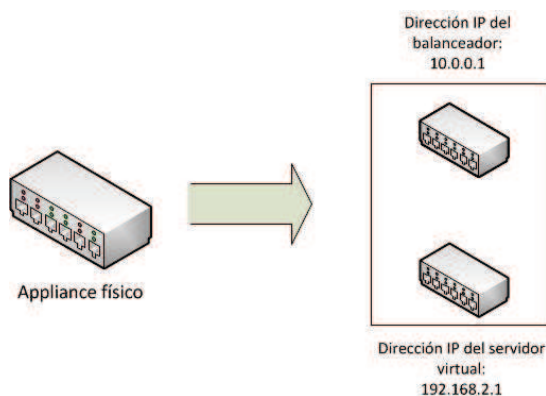 Dirección IP del
balanceador:
10.0.0.1
Appliance físico
Dirección IP del servidor
virtual:
192.168.2.1